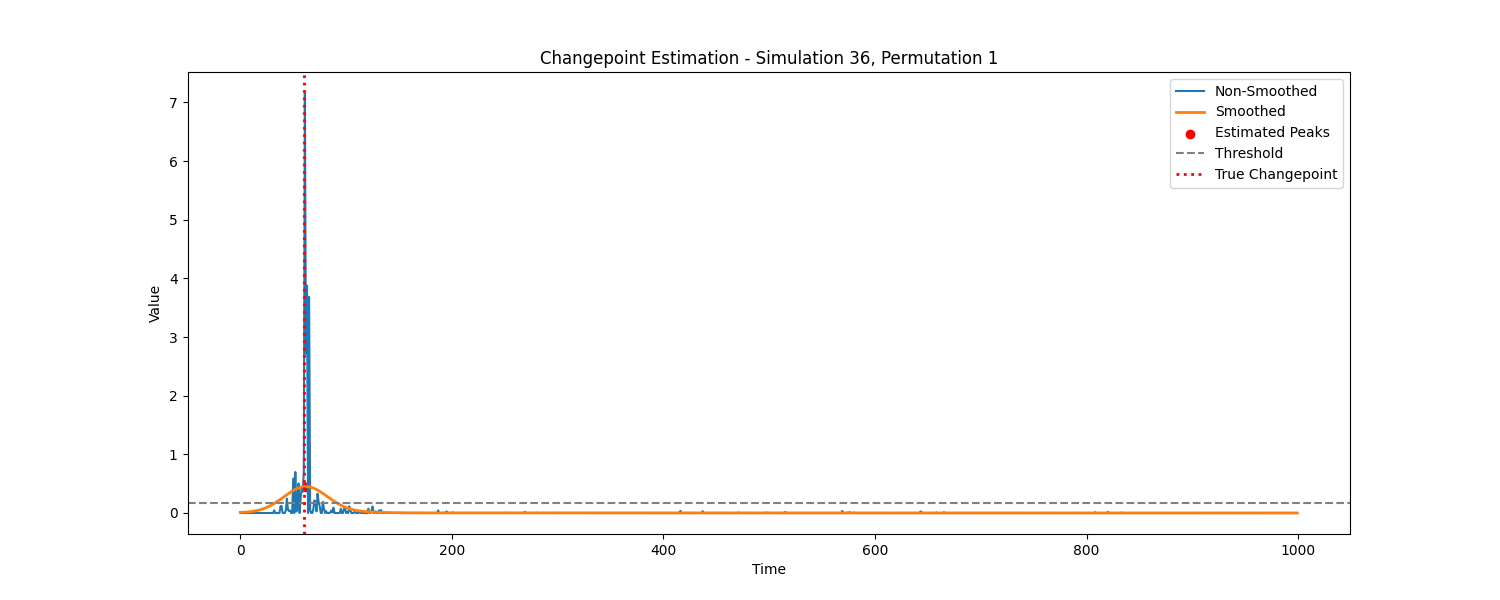 Changepoint Estimation - Simulation 36, Permutation 1
Non-Smoothed
Smoothed
Estimated Peaks
Threshold
True Changepoint
Value
7
6
5
4
3
2
1
0
0 200 400 600 800 1000
Time